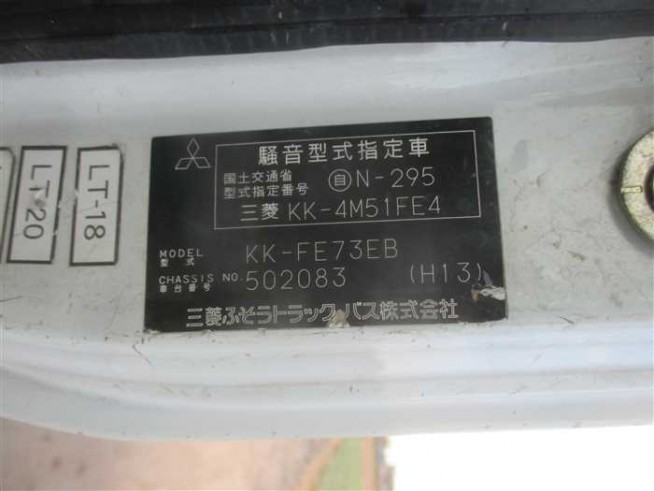 騒音型式指定車
国土交通省
型式指定番号 自 N-295
三菱 KK-4M51FE4
MODEL
型式 KK-FE73EB
CHASSIS NO.
車台番号 502083 (H13)
三菱ふそうトラック・バス株式会社
LT-18
LT-20